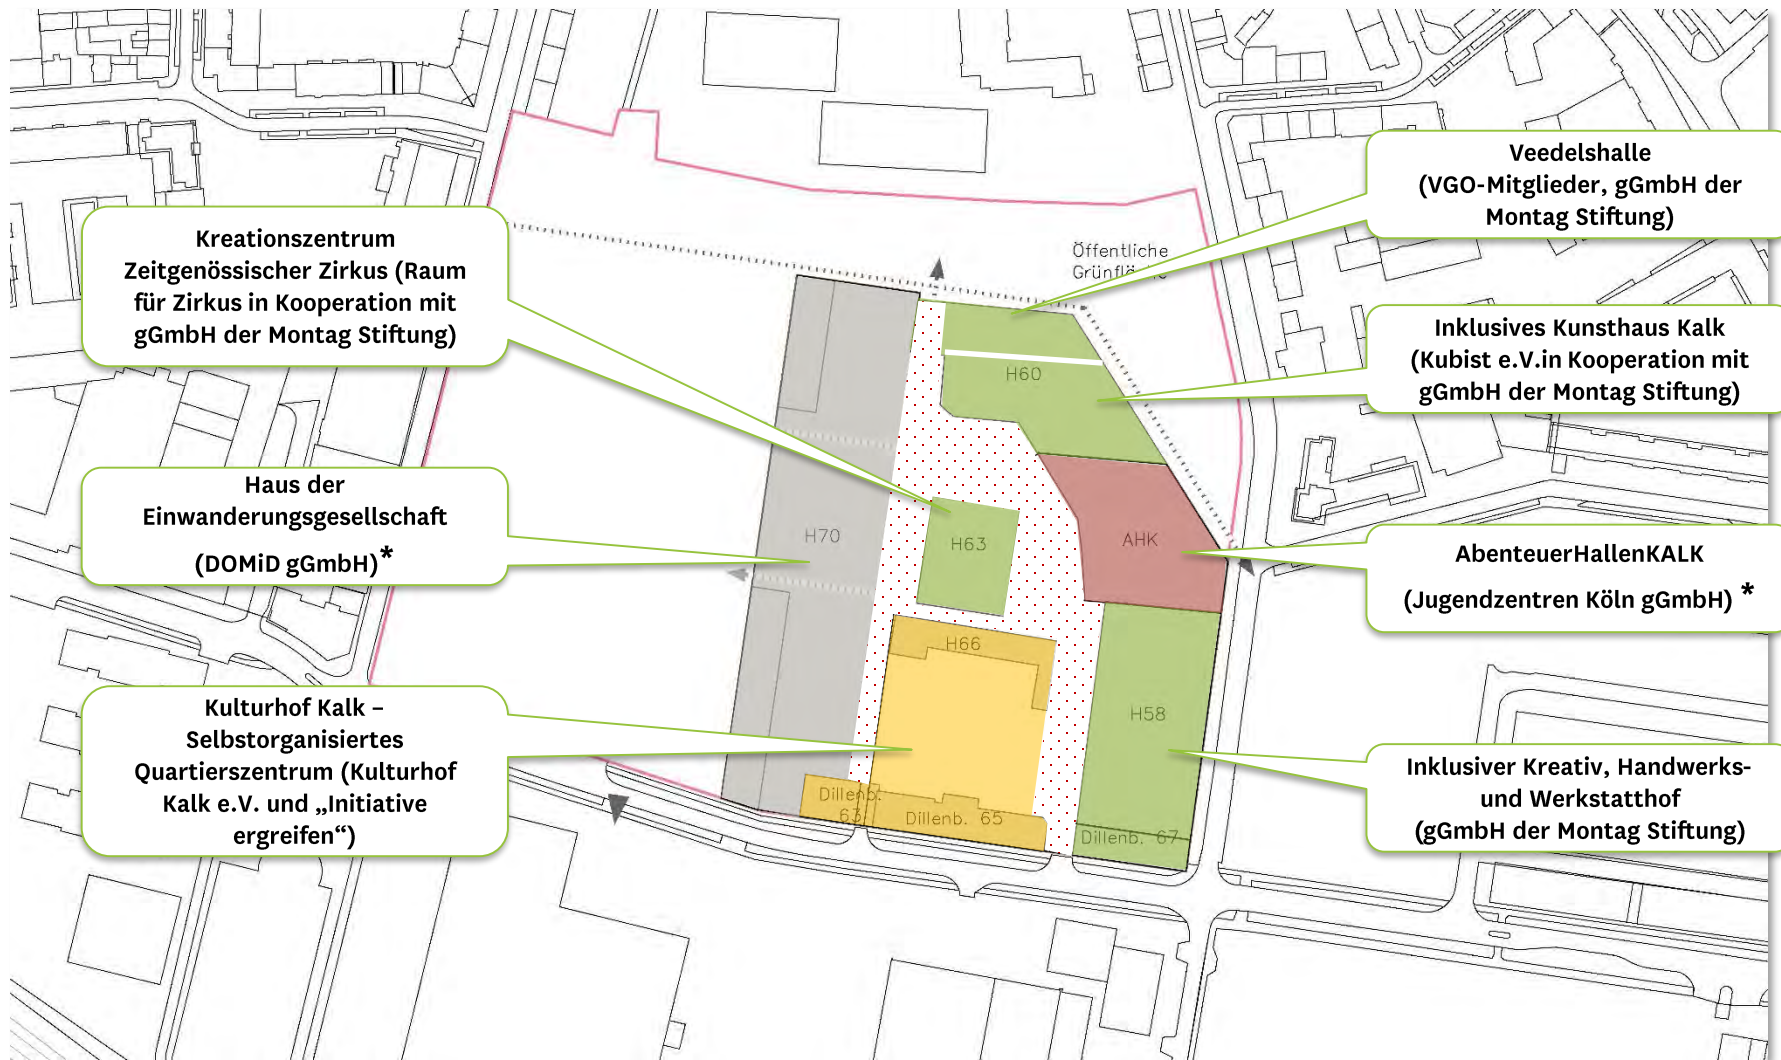 Veedelshalle
(VGO-Mitglieder, gGmbH der
Montag Stiftung)
Kreationszentrum
Zeitgenössischer Zirkus (Raum
für Zirkus in Kooperation mit
gGmbH der Montag Stiftung)
Öffentliche
Inklusives Kunsthaus Kalk
(Kubist e.V.in Kooperation mit
gGmbH der Montag Stiftung)
H60
Haus der
Einwanderungsgesellschaft
(DOMiD gGmbH)*
H70
H63
AHK
AbenteuerHallenKALK
(Jugendzentren Köln gGmbH) *
H66
Kulturhof Kalk –
Selbstorganisiertes
Quartierszentrum (Kulturhof
Kalk e.V. und „Initiative
ergreifen“)
H58
Inklusiver Kreativ, Handwerks-
und Werkstatthof
(gGmbH der Montag Stiftung)
Dillenb.
63
Dillenb. 65
Dillenb. 67